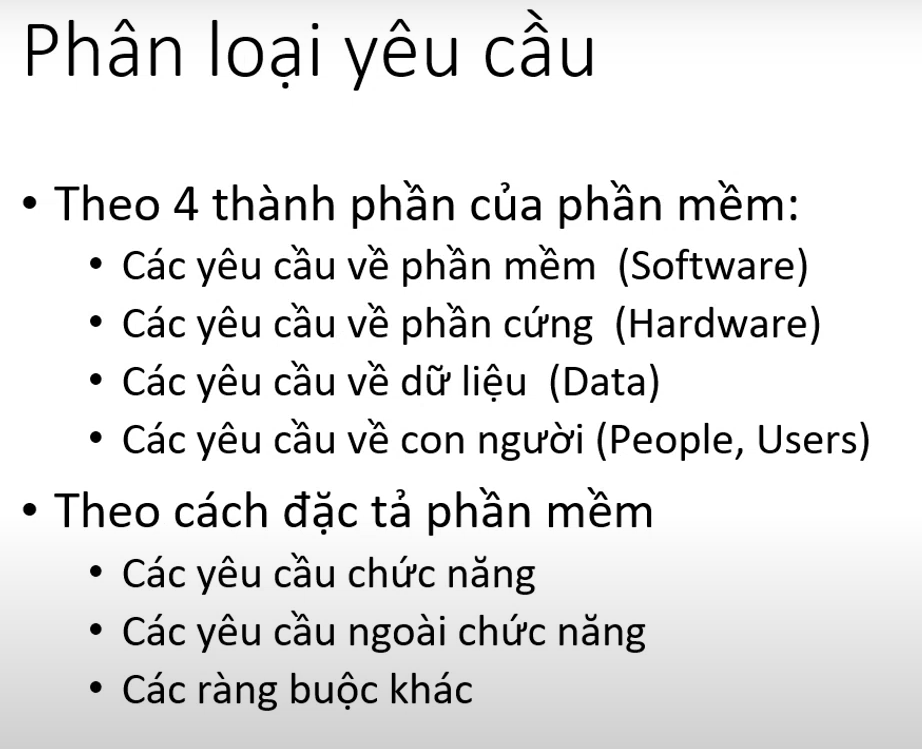 Phân loại yêu cầu
• Theo 4 thành phần của phần mềm:
• Các yêu cầu về phần mềm (Software)
• Các yêu cầu về phần cứng (Hardware)
• Các yêu cầu về dữ liệu (Data)
• Các yêu cầu về con người (People, Users)
• Theo cách đặc tả phần mềm
• Các yêu cầu chức năng
• Các yêu cầu ngoài chức năng
• Các ràng buộc khác